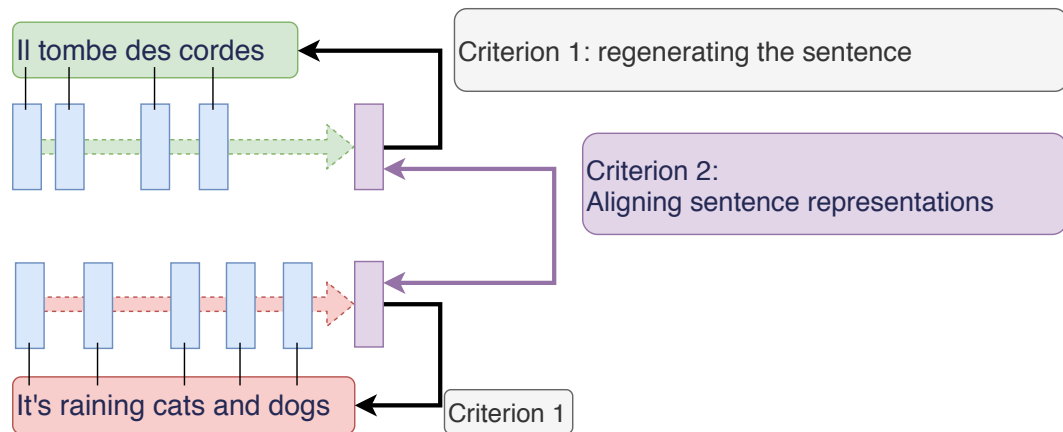 Il tombe des cordes
Criterion 1: regenerating the sentence
Criterion 2:
Aligning sentence representations
It's raining cats and dogs
Criterion 1